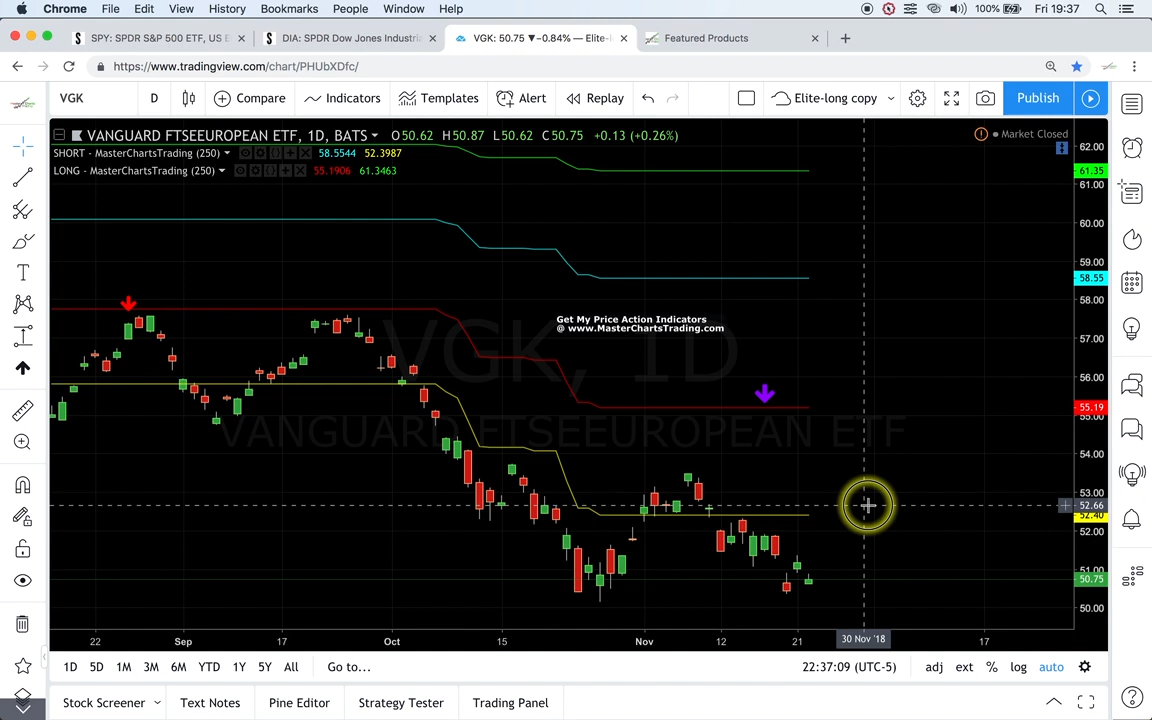 Chrome File Edit View History Bookmarks People Window Help 100% Fri 19:37
SPY: SPDR S&P 500 ETF, US E
DIA: SPDR Dow Jones Industri
VGK: 50.75 ▼−0.84% — Elite-l
Featured Products
https://www.tradingview.com/chart/PHUbXDfc/
VGK D Compare Indicators Templates Alert Replay Elite-long copy Publish
VANGUARD FTSEEUROPEAN ETF, 1D, BATS O50.62 H50.87 L50.62 C50.75 +0.13 (+0.26%)
Market Closed
SHORT - MasterChartsTrading (250) 58.5544 52.3987
LONG - MasterChartsTrading (250) 55.1906 61.3463
62.00
61.35
61.00
60.00
59.00
58.55
58.00
57.00
56.00
55.19
55.00
54.00
53.00
52.66
52.40
52.00
51.00
50.75
50.00
Get My Price Action Indicators
@ www.MasterChartsTrading.com
VGK, 1D
VANGUARD FTSEEUROPEAN ETF
22 Sep 17 Oct 15 Nov 12 21 30 Nov '18 17
1D 5D 1M 3M 6M YTD 1Y 5Y All Go to... 22:37:09 (UTC-5) adj ext % log auto
Stock Screener Text Notes Pine Editor Strategy Tester Trading Panel